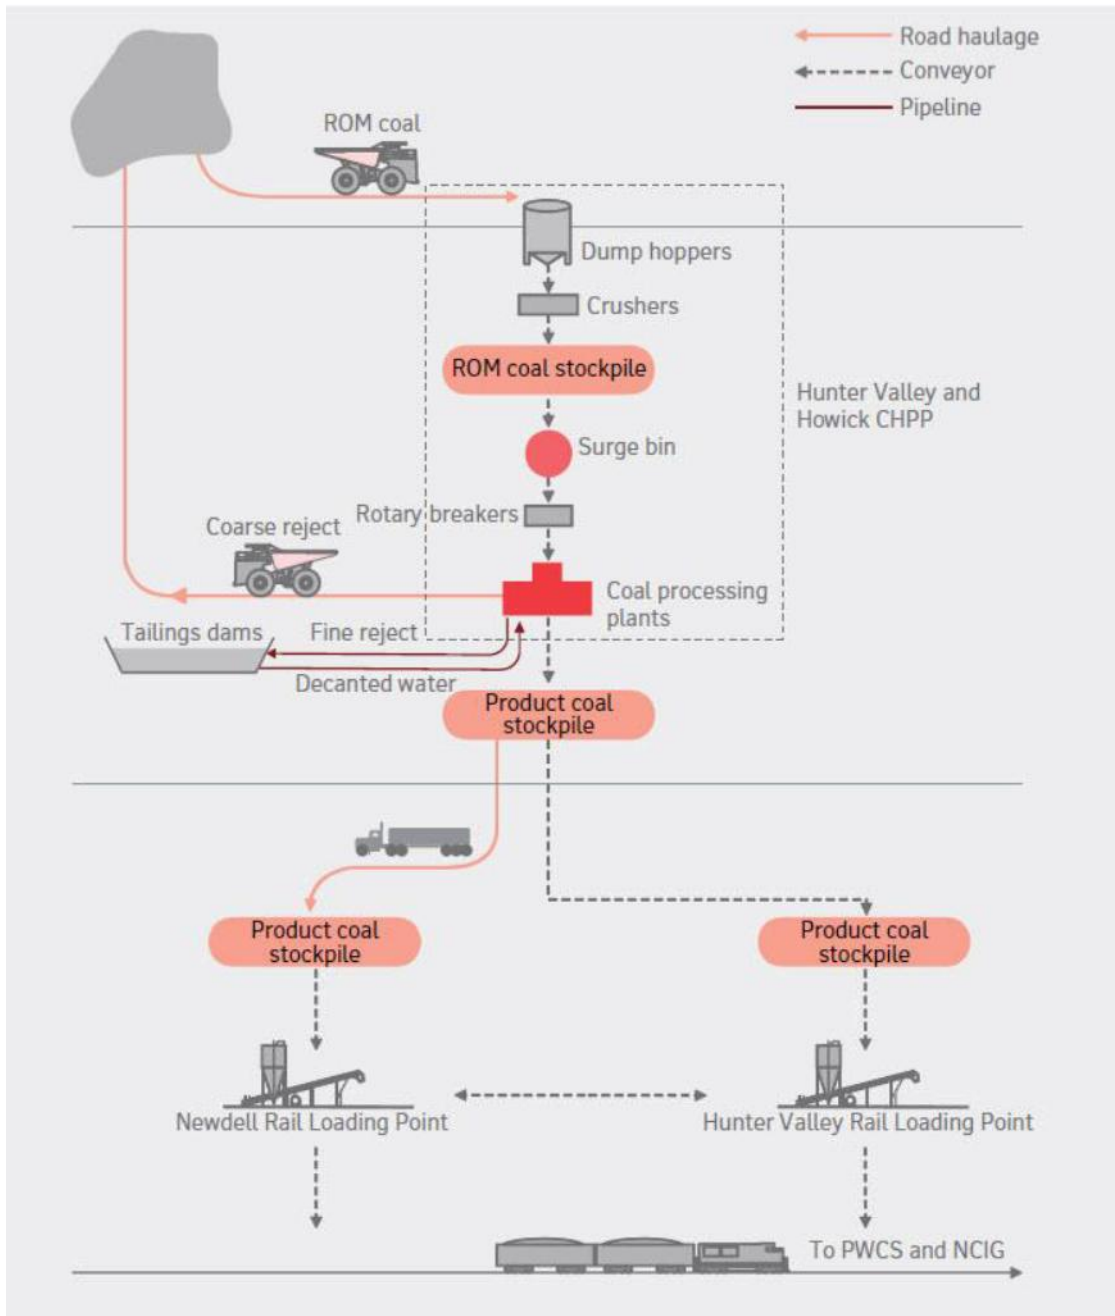 Road haulage
Conveyor
Pipeline
ROM coal
Dump hoppers
Crushers
ROM coal stockpile
Hunter Valley and
Howick CHPP
Surge bin
Rotary breakers
Coarse reject
Coal processing
plants
Tailings dams
Fine reject
Decanted water
Product coal
stockpile
Product coal
stockpile
Product coal
stockpile
Newdell Rail Loading Point
Hunter Valley Rail Loading Point
To PWCS and NCIG